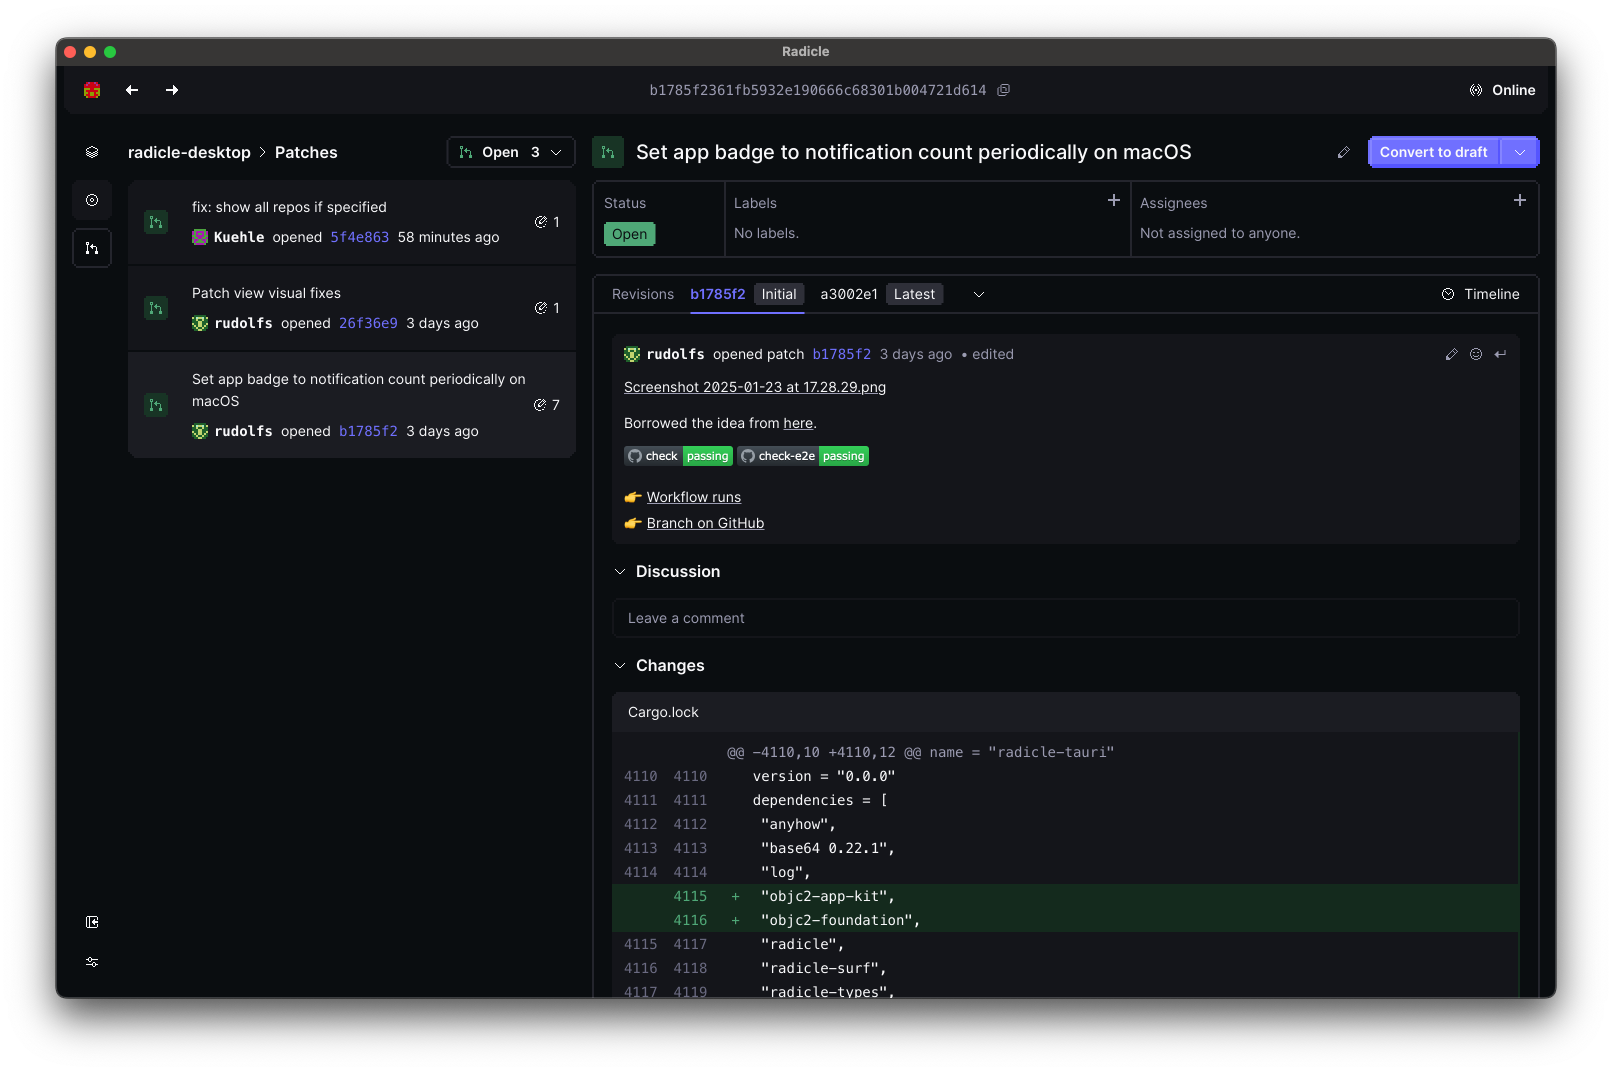 Radicle
b1785f2361fb5932e190666c68301b004721d614
Online
radicle-desktop > Patches
Open 3
fix: show all repos if specified
Kuehle opened 5f4e863 58 minutes ago
1
Patch view visual fixes
rudolfs opened 26f36e9 3 days ago
1
Set app badge to notification count periodically on
macOS
rudolfs opened b1785f2 3 days ago
7
Set app badge to notification count periodically on macOS
Convert to draft
Status
Open
Labels
No labels.
Assignees
Not assigned to anyone.
Revisions b1785f2 Initial a3002e1 Latest
Timeline
rudolfs opened patch b1785f2 3 days ago • edited
Screenshot 2025-01-23 at 17.28.29.png
Borrowed the idea from here.
check passing check-e2e passing
👉 Workflow runs
👉 Branch on GitHub
Discussion
Leave a comment
Changes
Cargo.lock
@@ -4110,10 +4110,12 @@ name = "radicle-tauri"
4110 4110 version = "0.0.0"
4111 4111 dependencies = [
4112 4112 "anyhow",
4113 4113 "base64 0.22.1",
4114 4114 "log",
4115 + "objc2-app-kit",
4116 + "objc2-foundation",
4115 4117 "radicle",
4116 4118 "radicle-surf",
4117 4119 "radicle-types",